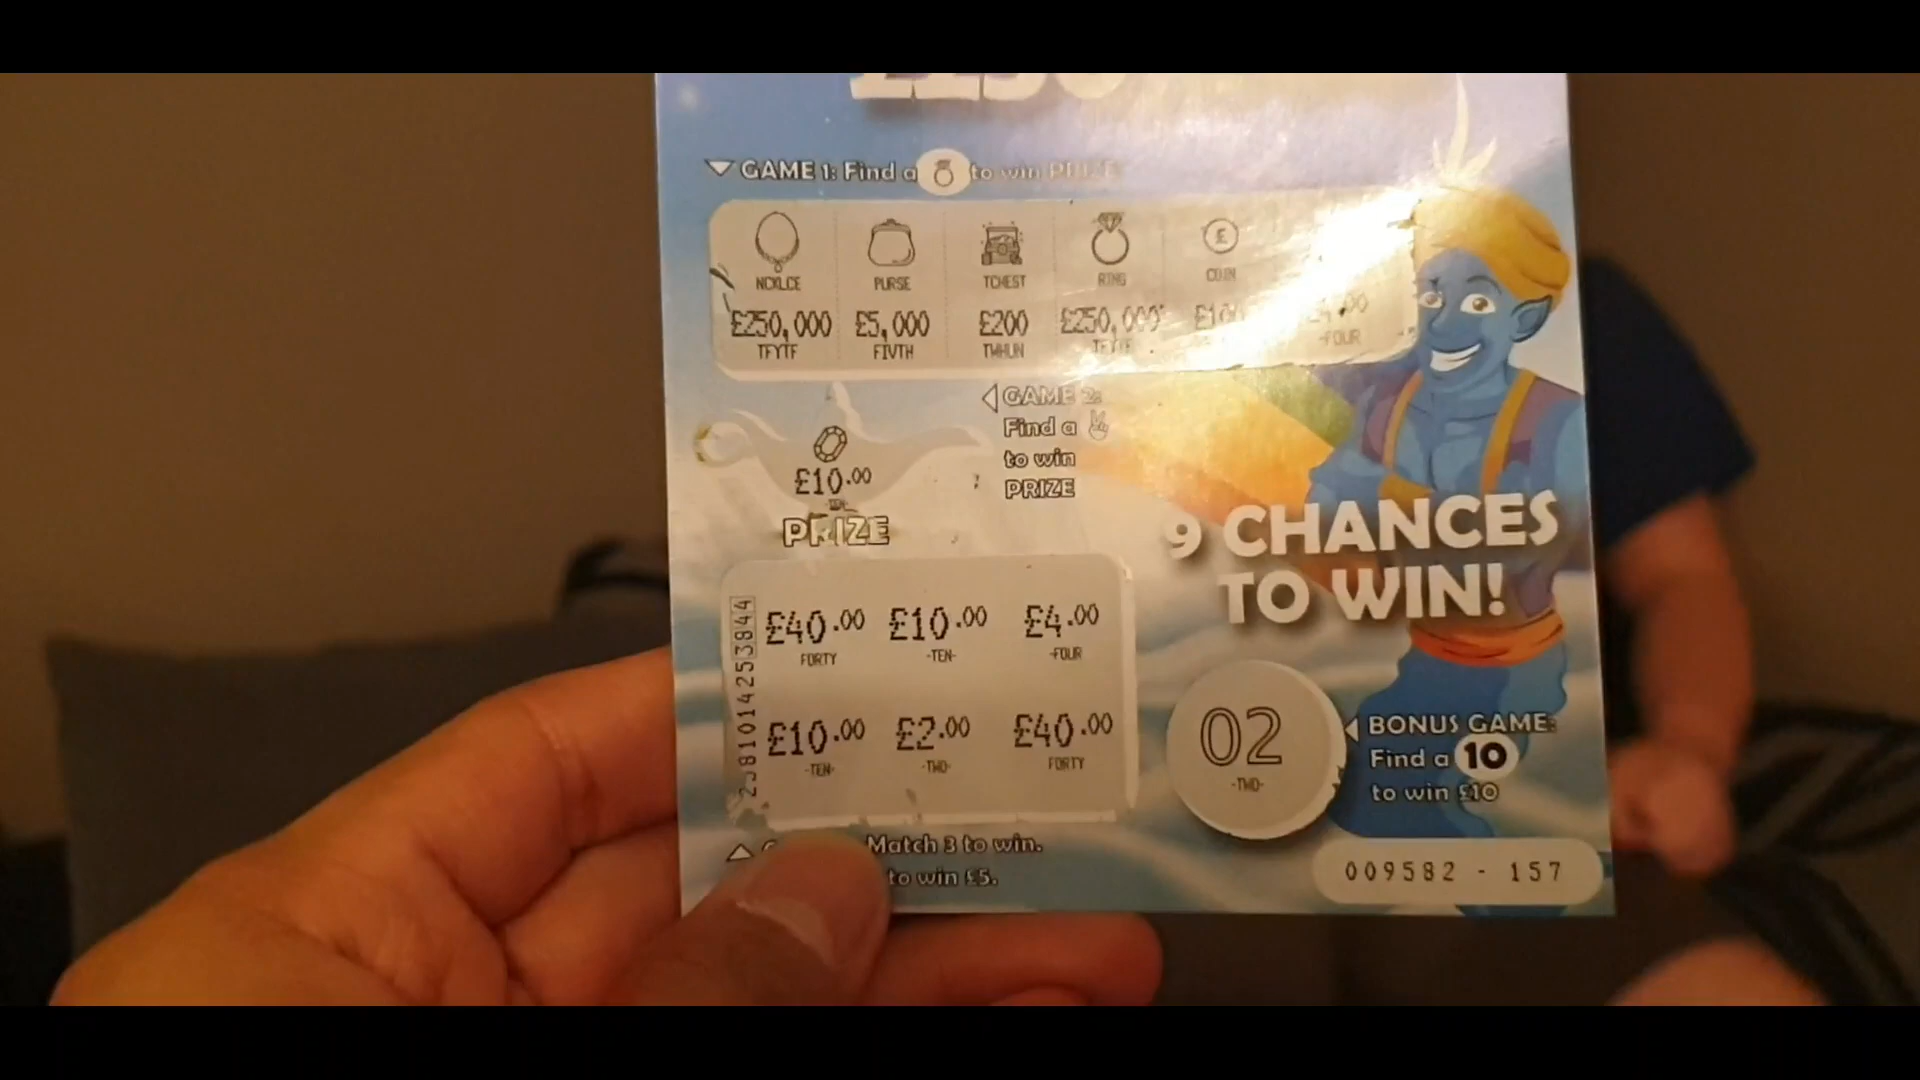 GAME 1: Find a to win PRIZE
NCKLCE PURSE TCHEST RING COIN
£250,000 £5,000 £200 £250,000
TFYTF FIVTH TWHUN TFYTF -FOUR
GAME 2:
Find a
to win
PRIZE
£10.00
PRIZE
9 CHANCES
TO WIN!
£40.00 £10.00 £4.00
FORTY -TEN- -FOUR
£10.00 £2.00 £40.00
-TEN- -TWO- FORTY
02
-TWO-
BONUS GAME:
Find a 10
to win £10
Match 3 to win.
to win £5.
009582 - 157